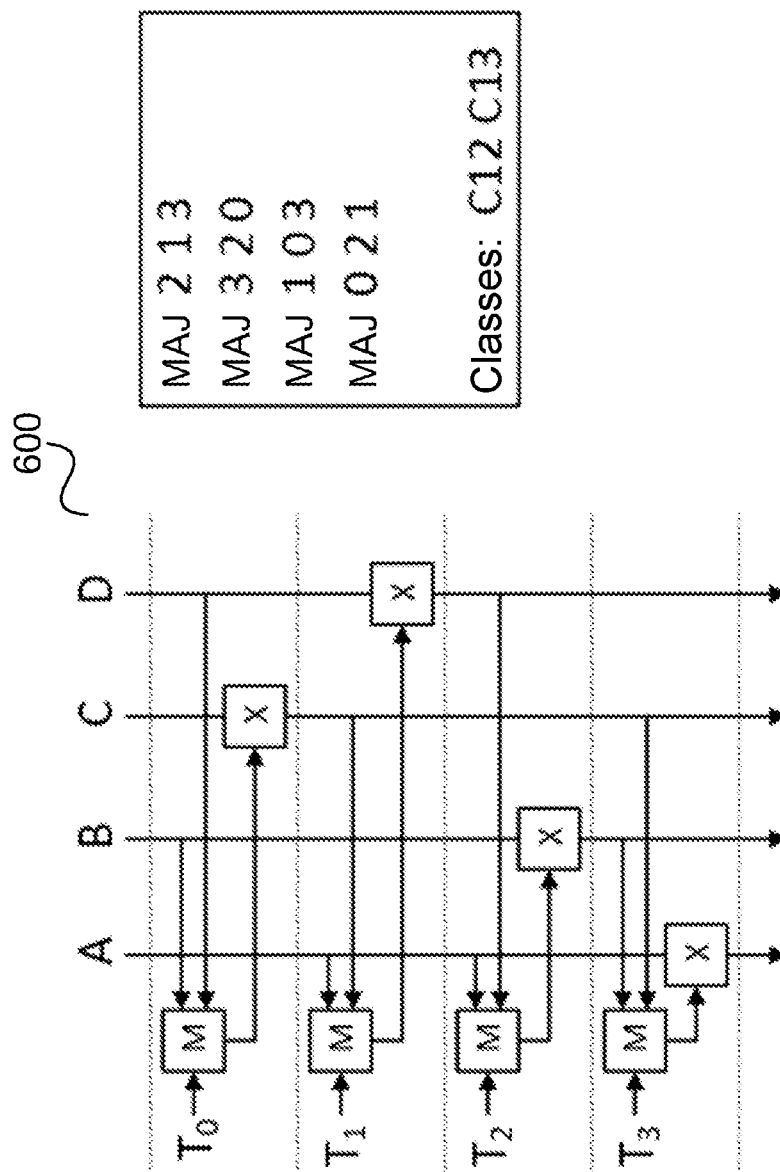 600
A B C D
T0 M X
T1 M X
T2 M X
T3 M X
MAJ 2 1 3
MAJ 3 2 0
MAJ 1 0 3
MAJ 0 2 1
Classes: C12 C13